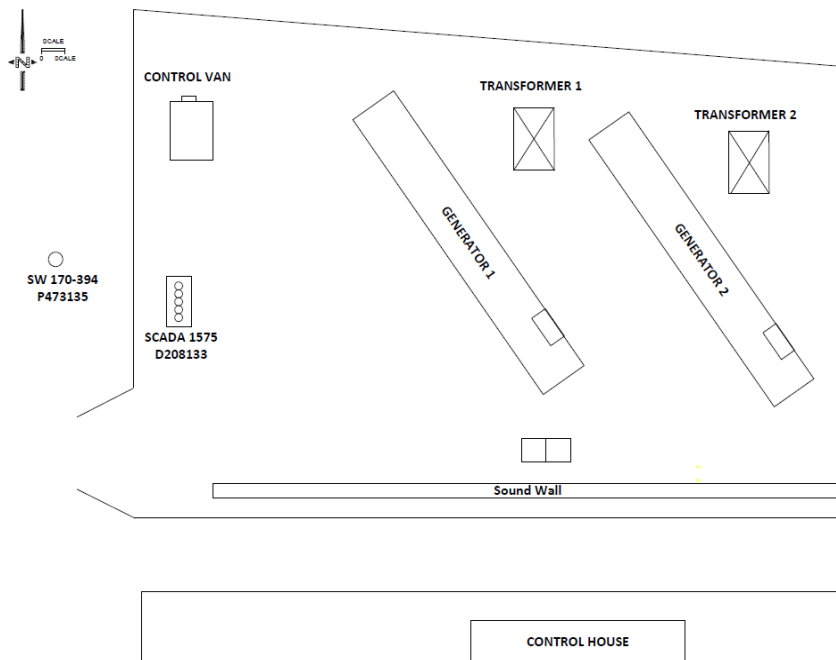 SCALE
N
0 SCALE
CONTROL VAN
TRANSFORMER 1
TRANSFORMER 2
GENERATOR 1
GENERATOR 2
SW 170-394
P473135
SCADA 1575
D208133
Sound Wall
CONTROL HOUSE